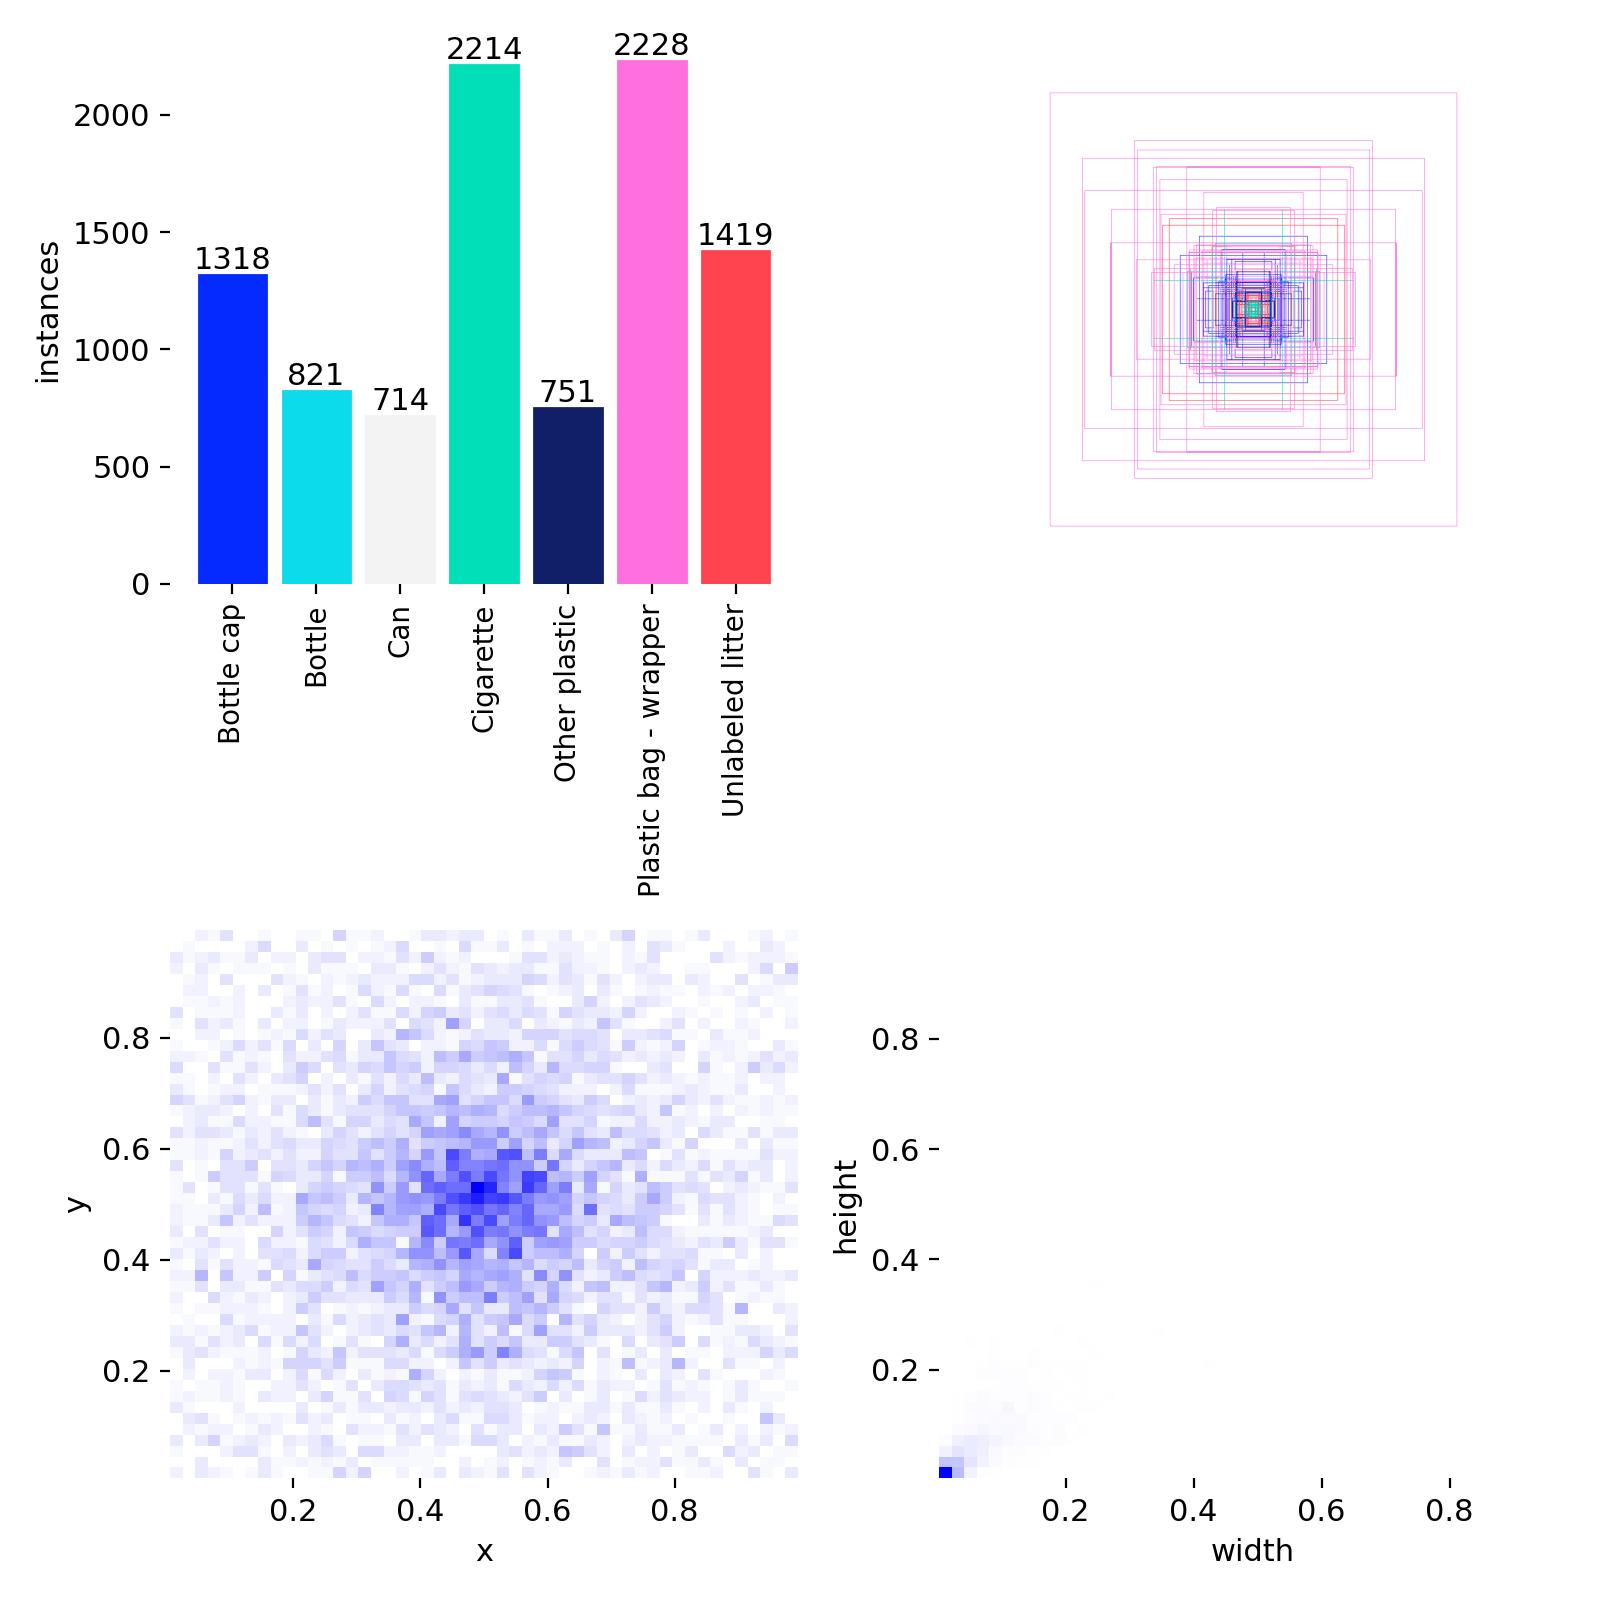 2214
2228
2000
1500
1419
1318
instances
1000
821
714
751
500
0
Bottle cap
Bottle
Can
Cigarette
Other plastic
Plastic bag - wrapper
Unlabeled litter
0.8
0.6
y
0.4
0.2
0.2 0.4 0.6 0.8
x
0.8
0.6
height
0.4
0.2
0.2 0.4 0.6 0.8
width